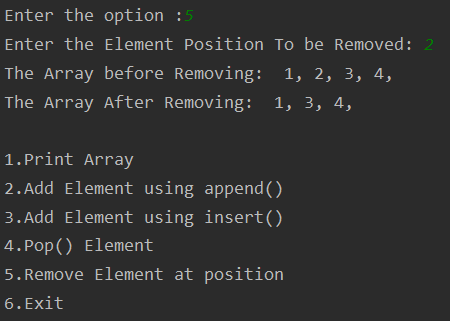 Enter the option :5
Enter the Element Position To be Removed: 2
The Array before Removing:  1, 2, 3, 4,
The Array After Removing:  1, 3, 4,
1.Print Array
2.Add Element using append()
3.Add Element using insert()
4.Pop() Element
5.Remove Element at position
6.Exit